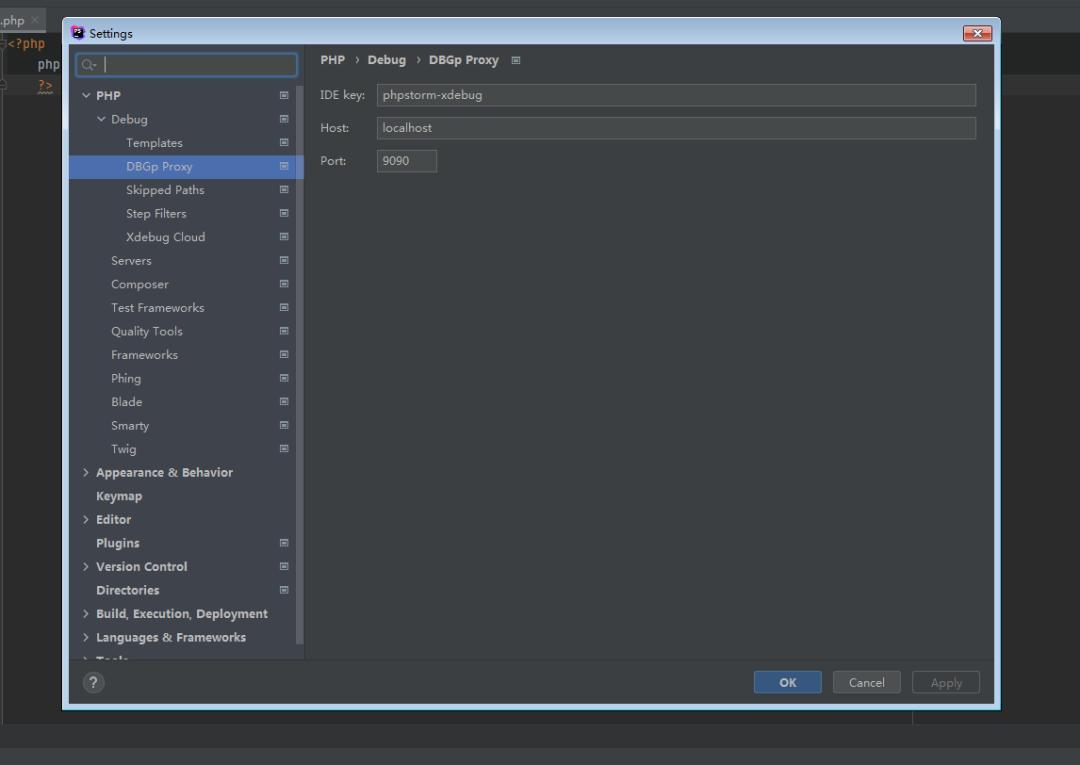 .php
<?php
php
?>
Settings
PHP
Debug
Templates
DBGp Proxy
Skipped Paths
Step Filters
Xdebug Cloud
Servers
Composer
Test Frameworks
Quality Tools
Frameworks
Phing
Blade
Smarty
Twig
Appearance & Behavior
Keymap
Editor
Plugins
Version Control
Directories
Build, Execution, Deployment
Languages & Frameworks
Tools
PHP › Debug › DBGp Proxy
IDE key: phpstorm-xdebug
Host: localhost
Port: 9090
?
OK Cancel Apply